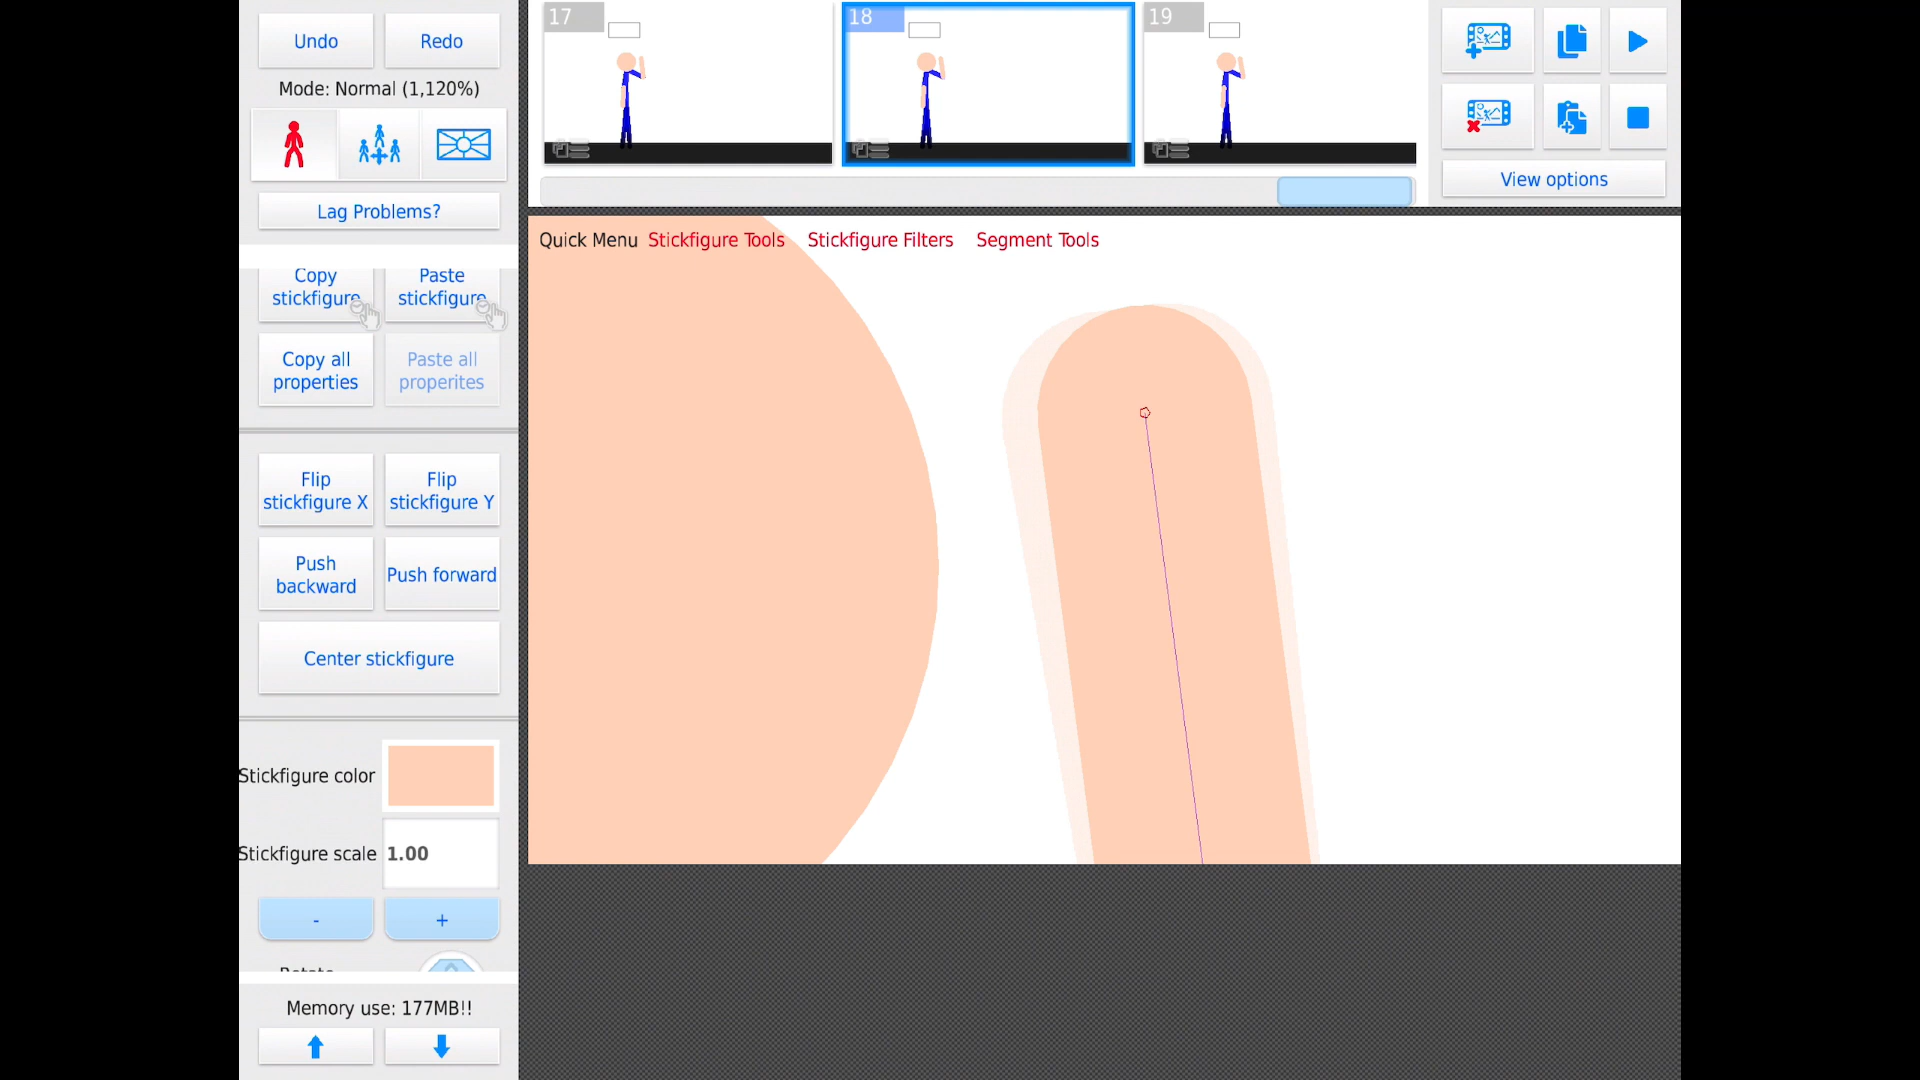 Undo
Redo
Mode: Normal (1,120%)
Lag Problems?
Copy
stickfigure
Paste
stickfigure
Copy all
properties
Paste all
properites
Flip
stickfigure X
Flip
stickfigure Y
Push
backward
Push forward
Center stickfigure
Stickfigure color
Stickfigure scale
1.00
-
+
Rotate
Memory use: 177MB!!
17
18
19
View options
Quick Menu
Stickfigure Tools
Stickfigure Filters
Segment Tools